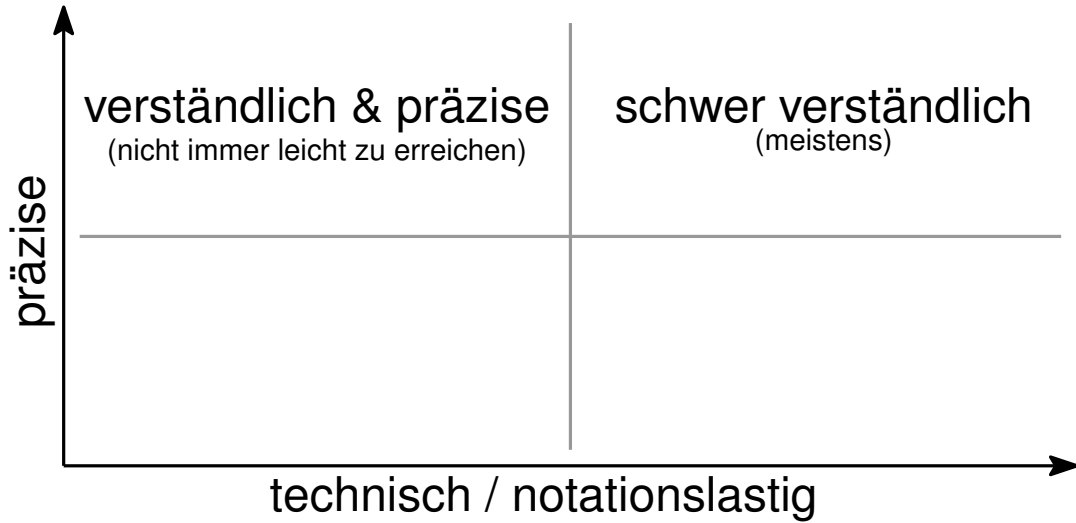 verständlich & präzise
(nicht immer leicht zu erreichen)
schwer verständlich
(meistens)
präzise
technisch / notationslastig